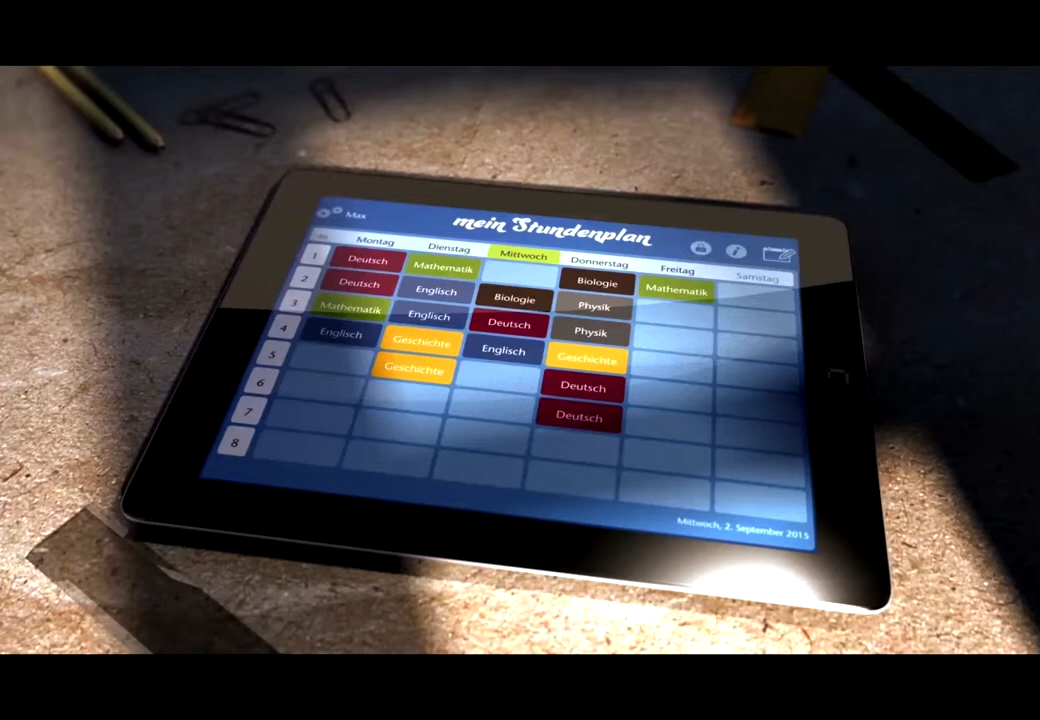 Max
mein Stundenplan
Montag Dienstag Mittwoch Donnerstag Freitag Samstag
1 Deutsch Mathematik Biologie Mathematik
2 Deutsch Englisch Biologie Physik
3 Mathematik Englisch Deutsch Physik
4 Englisch Geschichte Englisch Geschichte
5 Geschichte Deutsch
6 Deutsch
7
8
Mittwoch, 2. September 2015